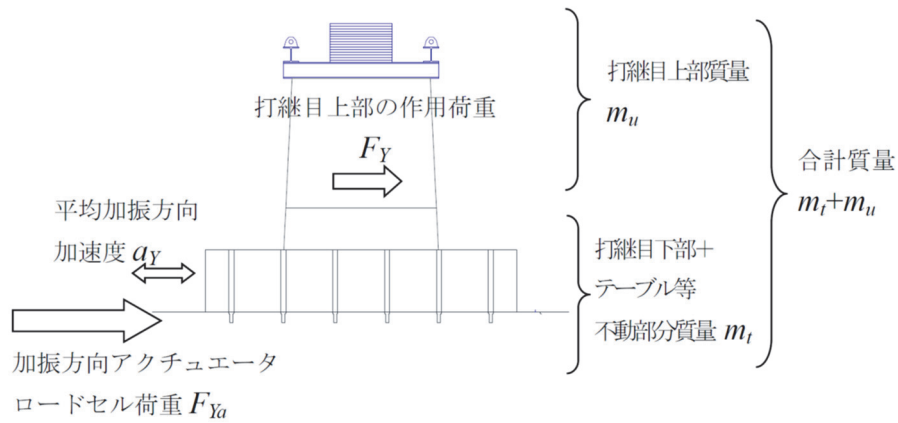 打継目上部の作用荷重
F_Y
平均加振方向
加速度 a_Y
加振方向アクチュエータ
ロードセル荷重 F_Ya
打継目上部質量
m_u
打継目下部＋
テーブル等
不動部分質量 m_t
合計質量
m_t+m_u